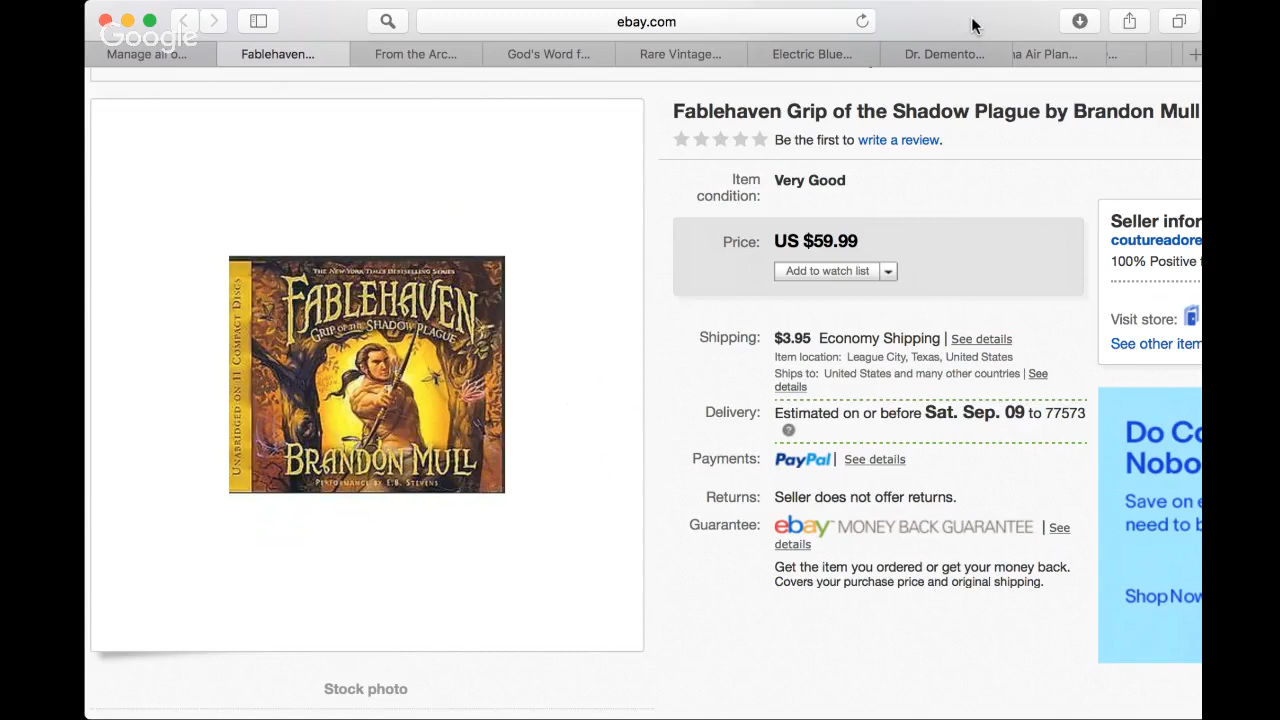 Google
ebay.com
Manage all o...
Fablehaven...
From the Arc...
God's Word f...
Rare Vintage...
Electric Blue...
Dr. Demento...
na Air Plan...
...
Fablehaven Grip of the Shadow Plague by Brandon Mull
Be the first to write a review.
Item condition: Very Good
Price: US $59.99
Add to watch list
Shipping: $3.95 Economy Shipping | See details
Item location: League City, Texas, United States
Ships to: United States and many other countries | See
details
Delivery: Estimated on or before Sat. Sep. 09 to 77573
Payments: PayPal | See details
Returns: Seller does not offer returns.
Guarantee: ebay MONEY BACK GUARANTEE | See
details
Get the item you ordered or get your money back.
Covers your purchase price and original shipping.
Seller infor
coutureadore
100% Positive f
Visit store:
See other item
Do Co
Nobo
Save on e
need to b
Shop Now
UNABRIDGED ON 11 COMPACT DISCS
THE NEW YORK TIMES BESTSELLING SERIES
FABLEHAVEN
GRIP OF THE SHADOW PLAGUE
BRANDON MULL
PERFORMANCE BY E.B. STEVENS
Stock photo